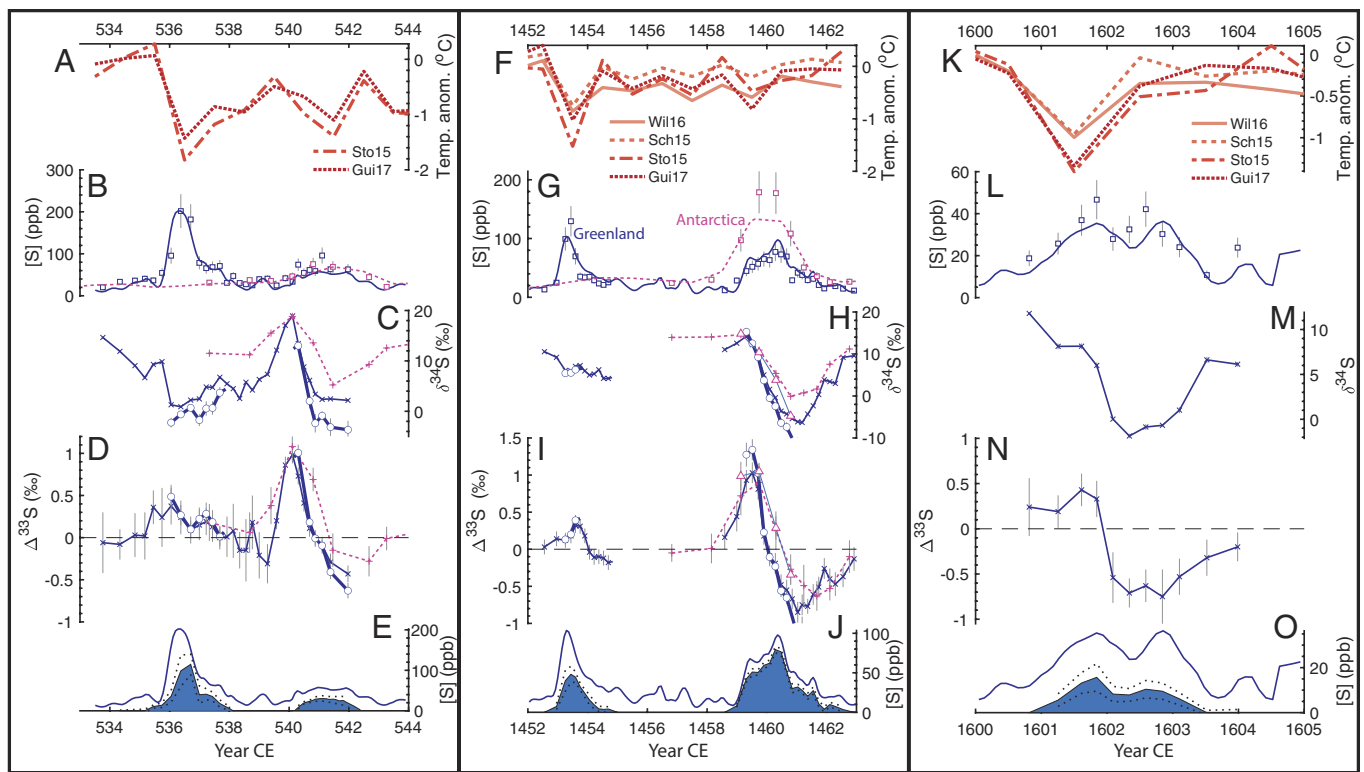 534 536 538 540 542 544
A
0
-1
-2
Temp. anom. (°C)
Sto15
Gui17
B
300
200
100
0
[S] (ppb)
C
20
10
0
δ34S (‰)
D
1
0.5
0
-0.5
-1
Δ33S (‰)
E
200
100
0
[S] (ppb)
534 536 538 540 542 544
Year CE
1452 1454 1456 1458 1460 1462
F
0
-1
-2
Temp. anom. (°C)
Wil16
Sch15
Sto15
Gui17
G
200
100
0
[S] (ppb)
Greenland
Antarctica
H
20
10
0
-10
δ34S (‰)
I
1.5
1
0.5
0
-0.5
-1
Δ33S (‰)
J
100
50
0
[S] (ppb)
1452 1454 1456 1458 1460 1462
Year CE
1600 1601 1602 1603 1604 1605
K
0
-0.5
-1
Temp. anom. (°C)
Wil16
Sch15
Sto15
Gui17
L
60
40
20
0
[S] (ppb)
M
10
5
0
δ34S
N
1
0.5
0
-0.5
-1
Δ33S
O
20
0
[S] (ppb)
1600 1601 1602 1603 1604 1605
Year CE